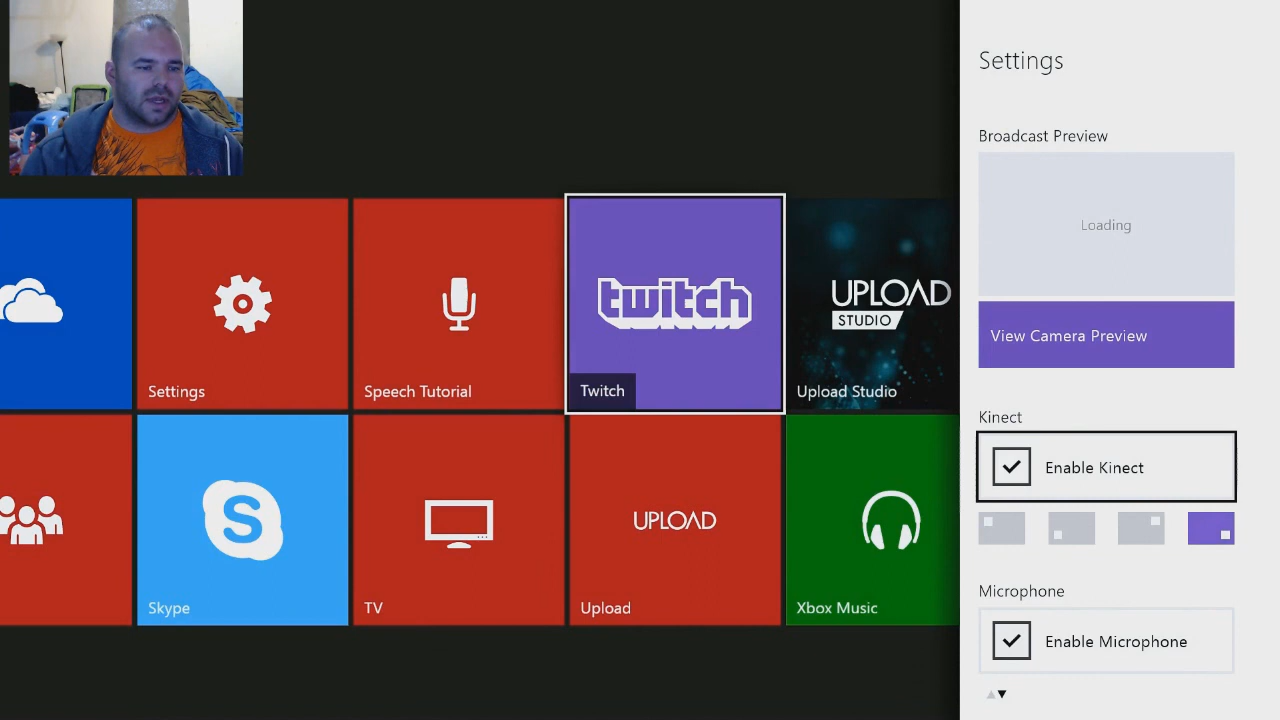 Settings
Speech Tutorial
twitch
Twitch
UPLOAD
STUDIO
Upload Studio
Skype
TV
UPLOAD
Upload
Xbox Music
Settings
Broadcast Preview
Loading
View Camera Preview
Kinect
Enable Kinect
Microphone
Enable Microphone